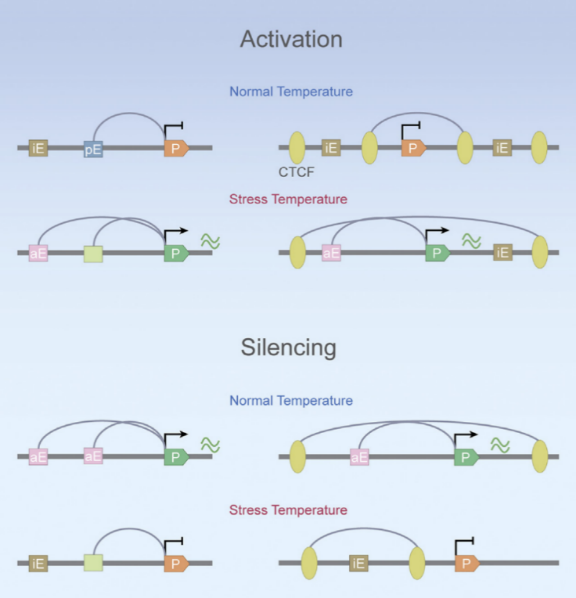 Activation
Normal Temperature
iE pE P
iE P iE
CTCF
Stress Temperature
aE P
aE P iE
Silencing
Normal Temperature
aE aE P
aE P
Stress Temperature
iE P
iE P